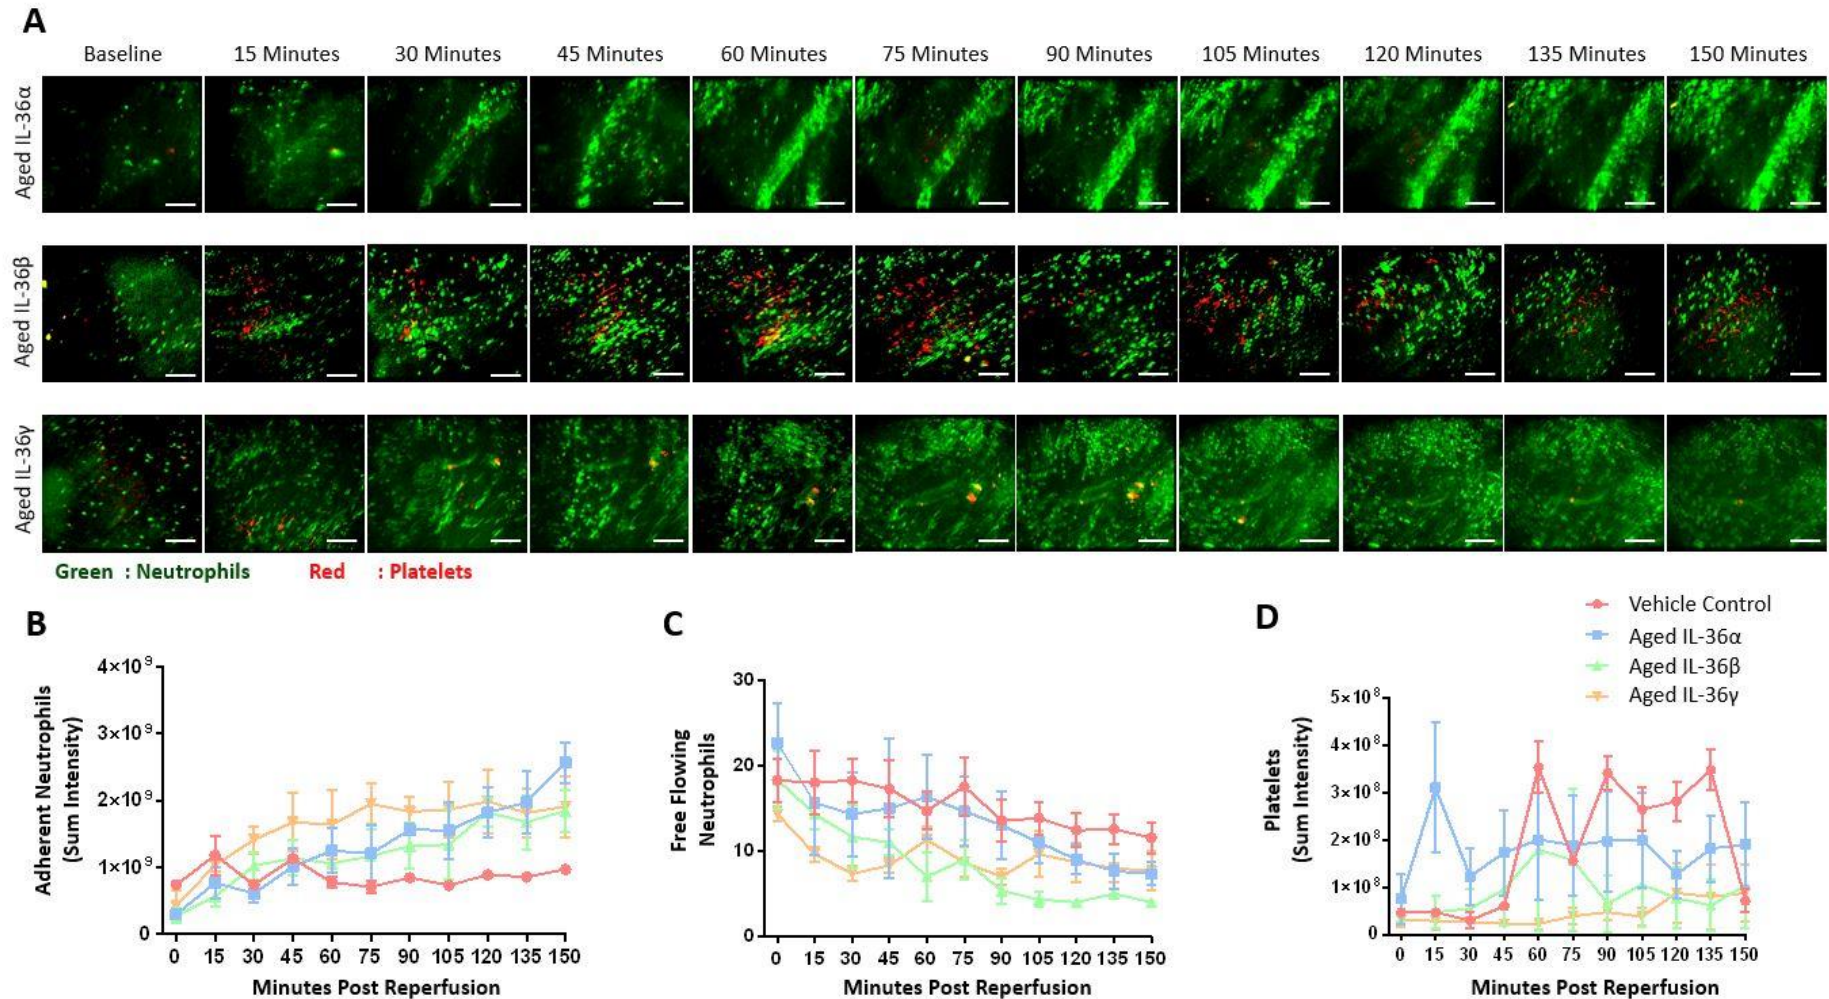 A
Baseline 15 Minutes 30 Minutes 45 Minutes 60 Minutes 75 Minutes 90 Minutes 105 Minutes 120 Minutes 135 Minutes 150 Minutes
Aged IL-36α
Aged IL-36β
Aged IL-36γ
Green : Neutrophils Red : Platelets
B
Adherent Neutrophils
(Sum Intensity)
4×10⁹
3×10⁹
2×10⁹
1×10⁹
0
0 15 30 45 60 75 90 105 120 135 150
Minutes Post Reperfusion
C
Free Flowing
Neutrophils
30
20
10
0
0 15 30 45 60 75 90 105 120 135 150
Minutes Post Reperfusion
D
Vehicle Control
Aged IL-36α
Aged IL-36β
Aged IL-36γ
Platelets
(Sum Intensity)
5×10⁸
4×10⁸
3×10⁸
2×10⁸
1×10⁸
0
0 15 30 45 60 75 90 105 120 135 150
Minutes Post Reperfusion